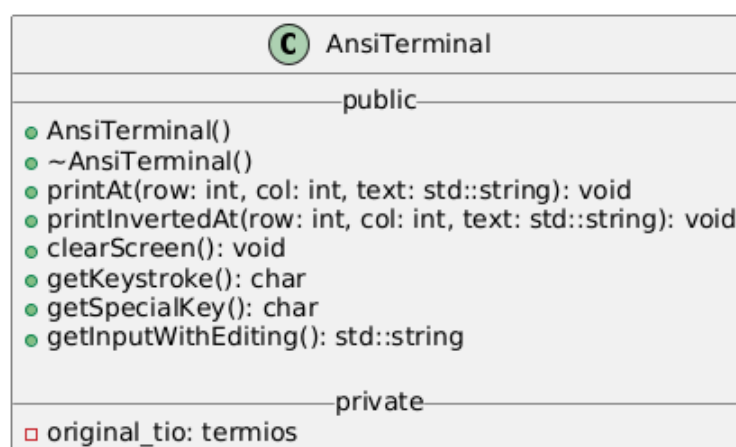 C AnsiTerminal
public
AnsiTerminal()
~AnsiTerminal()
printAt(row: int, col: int, text: std::string): void
printInvertedAt(row: int, col: int, text: std::string): void
clearScreen(): void
getKeystroke(): char
getSpecialKey(): char
getInputWithEditing(): std::string
private
original_tio: termios